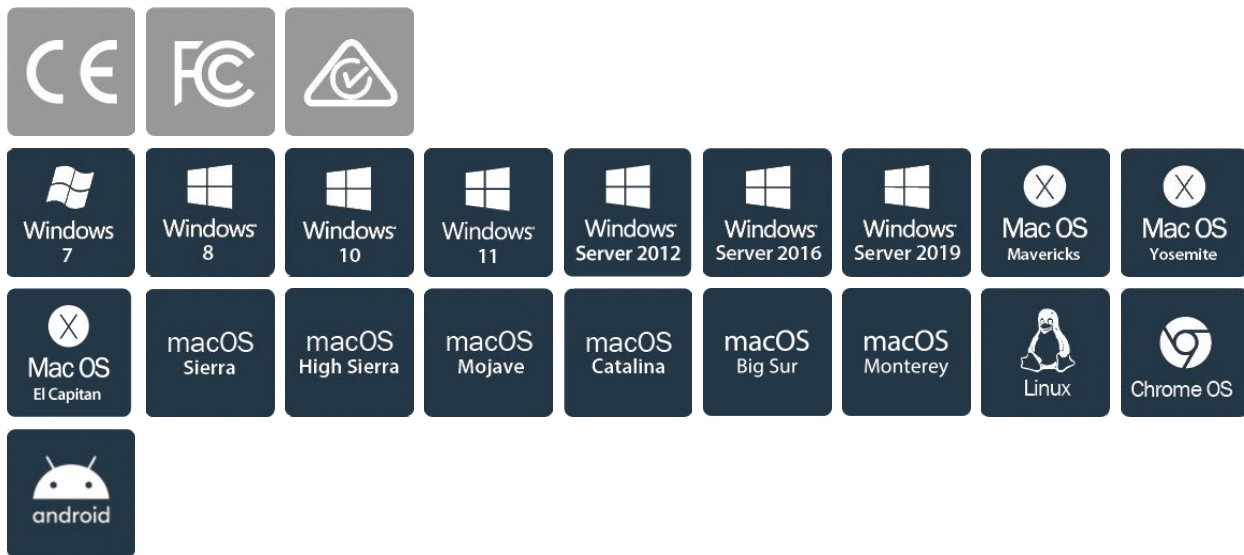 CE
FC
Windows
7
Windows
8
Windows
10
Windows
11
Windows
Server 2012
Windows
Server 2016
Windows
Server 2019
X
Mac OS
Mavericks
X
Mac OS
Yosemite
X
Mac OS
El Capitan
macOS
Sierra
macOS
High Sierra
macOS
Mojave
macOS
Catalina
macOS
Big Sur
macOS
Monterey
Linux
Chrome OS
android